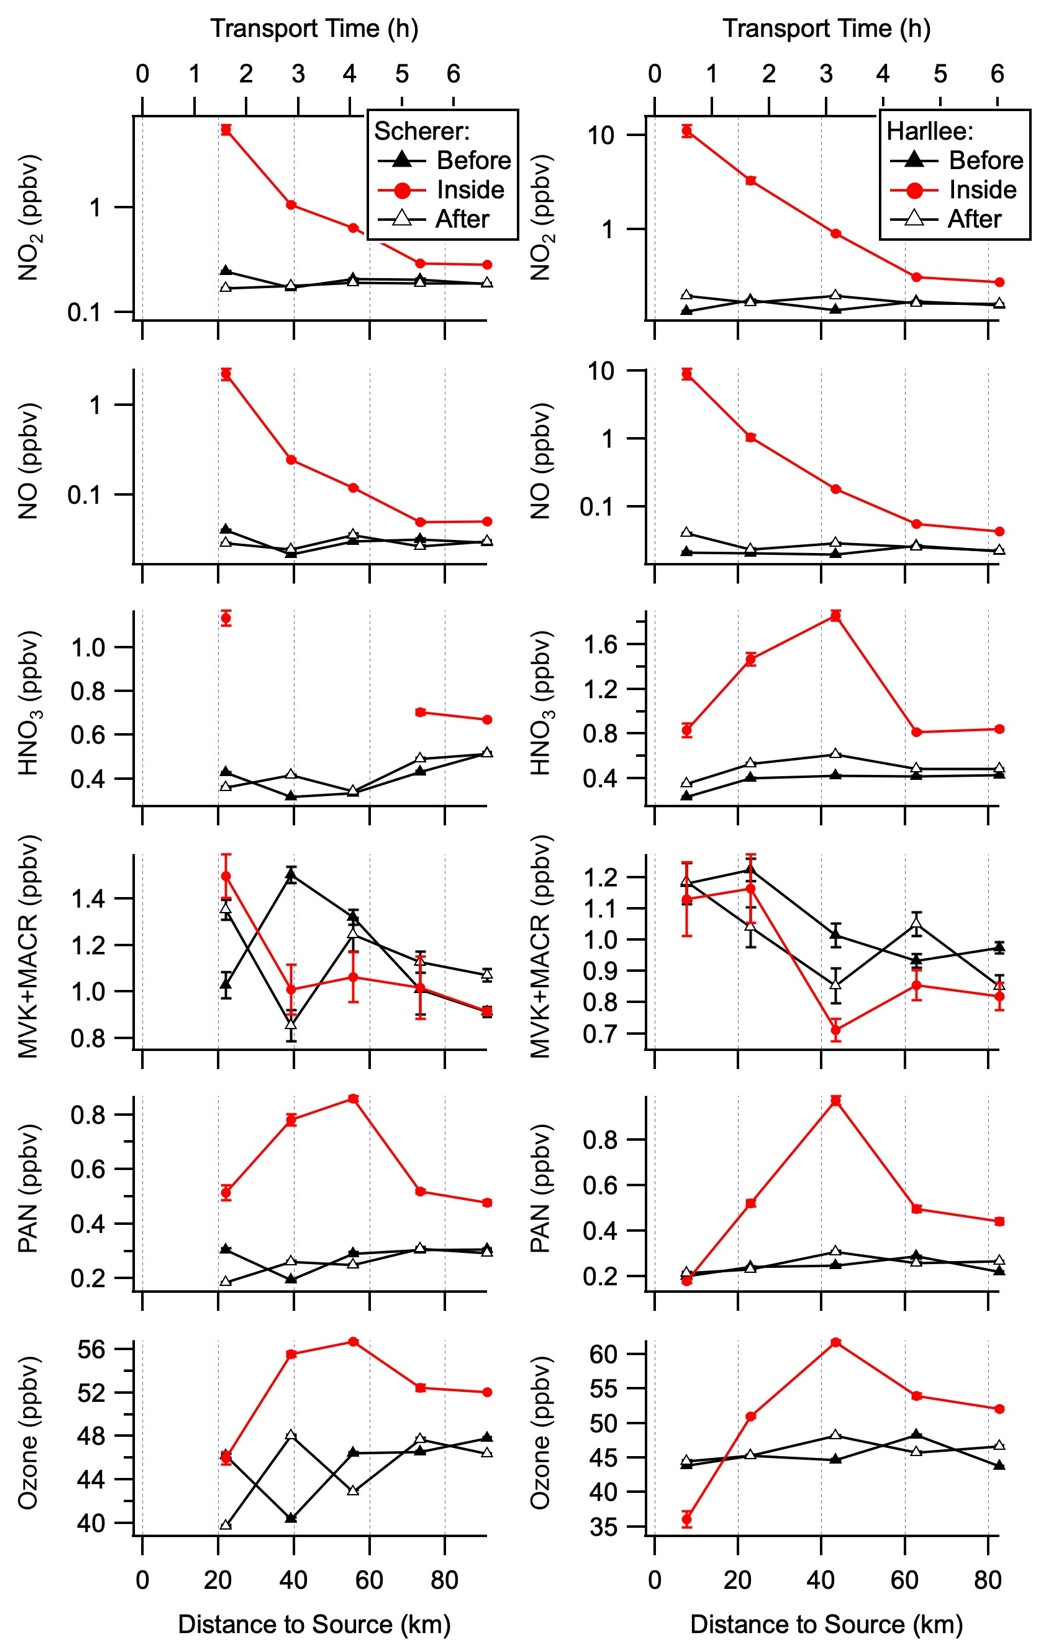 Transport Time (h)
0 1 2 3 4 5 6
Scherer:
Before
Inside
After
NO2 (ppbv)
1
0.1
NO (ppbv)
1
0.1
HNO3 (ppbv)
1.0
0.8
0.6
0.4
MVK+MACR (ppbv)
1.4
1.2
1.0
0.8
PAN (ppbv)
0.8
0.6
0.4
0.2
Ozone (ppbv)
56
52
48
44
40
0 20 40 60 80
Distance to Source (km)
Transport Time (h)
0 1 2 3 4 5 6
Harllee:
Before
Inside
After
NO2 (ppbv)
10
1
NO (ppbv)
10
1
0.1
HNO3 (ppbv)
1.6
1.2
0.8
0.4
MVK+MACR (ppbv)
1.2
1.1
1.0
0.9
0.8
0.7
PAN (ppbv)
0.8
0.6
0.4
0.2
Ozone (ppbv)
60
55
50
45
40
35
0 20 40 60 80
Distance to Source (km)